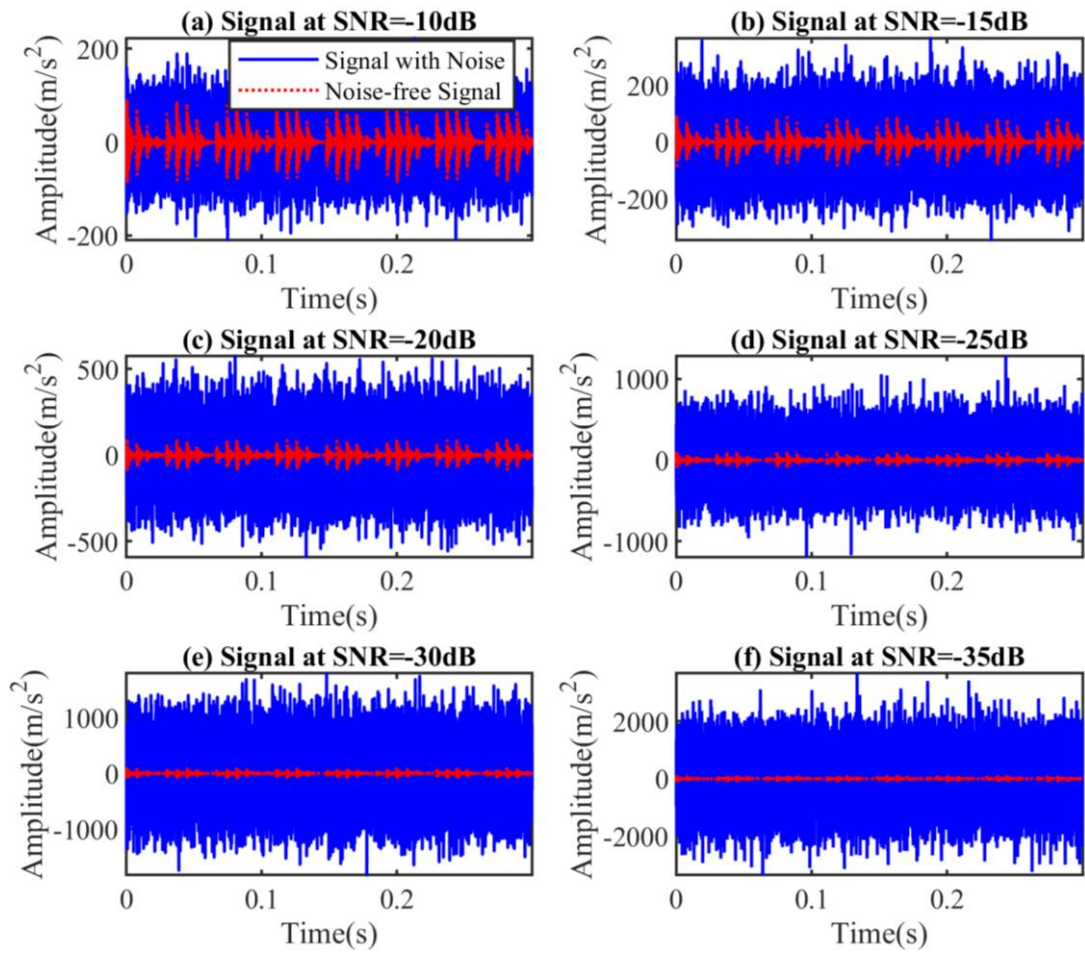 (a) Signal at SNR=-10dB
Amplitude(m/s²)
200
0
-200
Signal with Noise
Noise-free Signal
0 0.1 0.2
Time(s)
(b) Signal at SNR=-15dB
Amplitude(m/s²)
200
0
-200
0 0.1 0.2
Time(s)
(c) Signal at SNR=-20dB
Amplitude(m/s²)
500
0
-500
0 0.1 0.2
Time(s)
(d) Signal at SNR=-25dB
Amplitude(m/s²)
1000
0
-1000
0 0.1 0.2
Time(s)
(e) Signal at SNR=-30dB
Amplitude(m/s²)
1000
0
-1000
0 0.1 0.2
Time(s)
(f) Signal at SNR=-35dB
Amplitude(m/s²)
2000
0
-2000
0 0.1 0.2
Time(s)